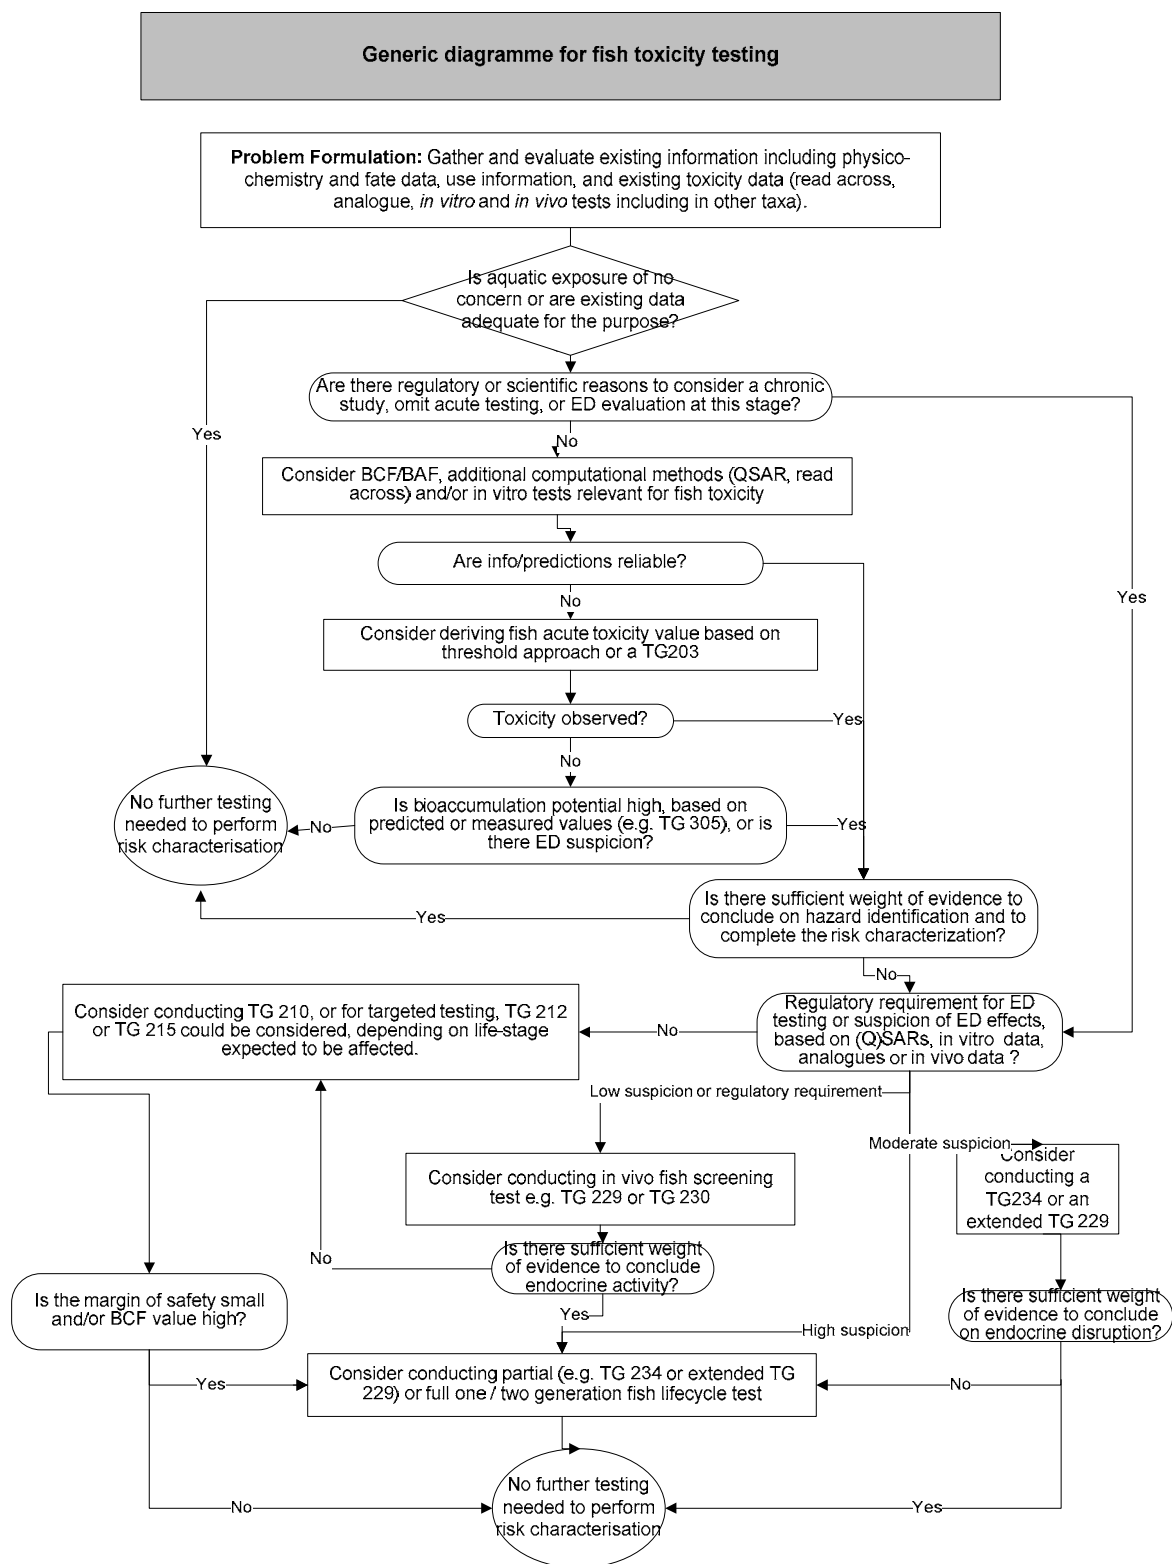 Generic diagramme for fish toxicity testing
Problem Formulation: Gather and evaluate existing information including physico-
chemistry and fate data, use information, and existing toxicity data (read across,
analogue, in vitro and in vivo tests including in other taxa).
Is aquatic exposure of no
concern or are existing data
adequate for the purpose?
Are there regulatory or scientific reasons to consider a chronic
study, omit acute testing, or ED evaluation at this stage?
Yes
No
Consider BCF/BAF, additional computational methods (QSAR, read
across) and/or in vitro tests relevant for fish toxicity
Are info/predictions reliable?
Yes
No
Consider deriving fish acute toxicity value based on
threshold approach or a TG203
Toxicity observed?
Yes
No
No further testing
needed to perform
risk characterisation
No
Is bioaccumulation potential high, based on
predicted or measured values (e.g. TG 305), or is
there ED suspicion?
Yes
Is there sufficient weight of evidence to
conclude on hazard identification and to
complete the risk characterization?
Yes
No
Consider conducting TG 210, or for targeted testing, TG 212
or TG 215 could be considered, depending on life-stage
expected to be affected.
No
Regulatory requirement for ED
testing or suspicion of ED effects,
based on (Q)SARs, in vitro data,
analogues or in vivo data ?
Low suspicion or regulatory requirement
Moderate suspicion
Consider
conducting a
TG234 or an
extended TG 229
Consider conducting in vivo fish screening
test e.g. TG 229 or TG 230
No
Is there sufficient weight
of evidence to conclude
endocrine activity?
Yes
Is the margin of safety small
and/or BCF value high?
High suspicion
Is there sufficient weight
of evidence to conclude
on endocrine disruption?
Yes
Consider conducting partial (e.g. TG 234 or extended TG
229) or full one / two generation fish lifecycle test
No
No further testing
needed to perform
risk characterisation
No
Yes